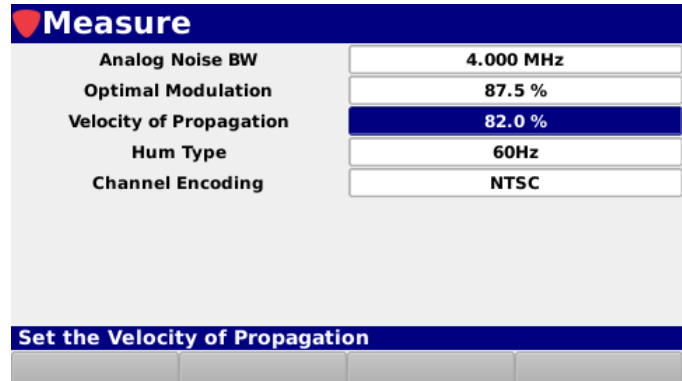 Measure
Analog Noise BW 4.000 MHz
Optimal Modulation 87.5 %
Velocity of Propagation 82.0 %
Hum Type 60Hz
Channel Encoding NTSC
Set the Velocity of Propagation